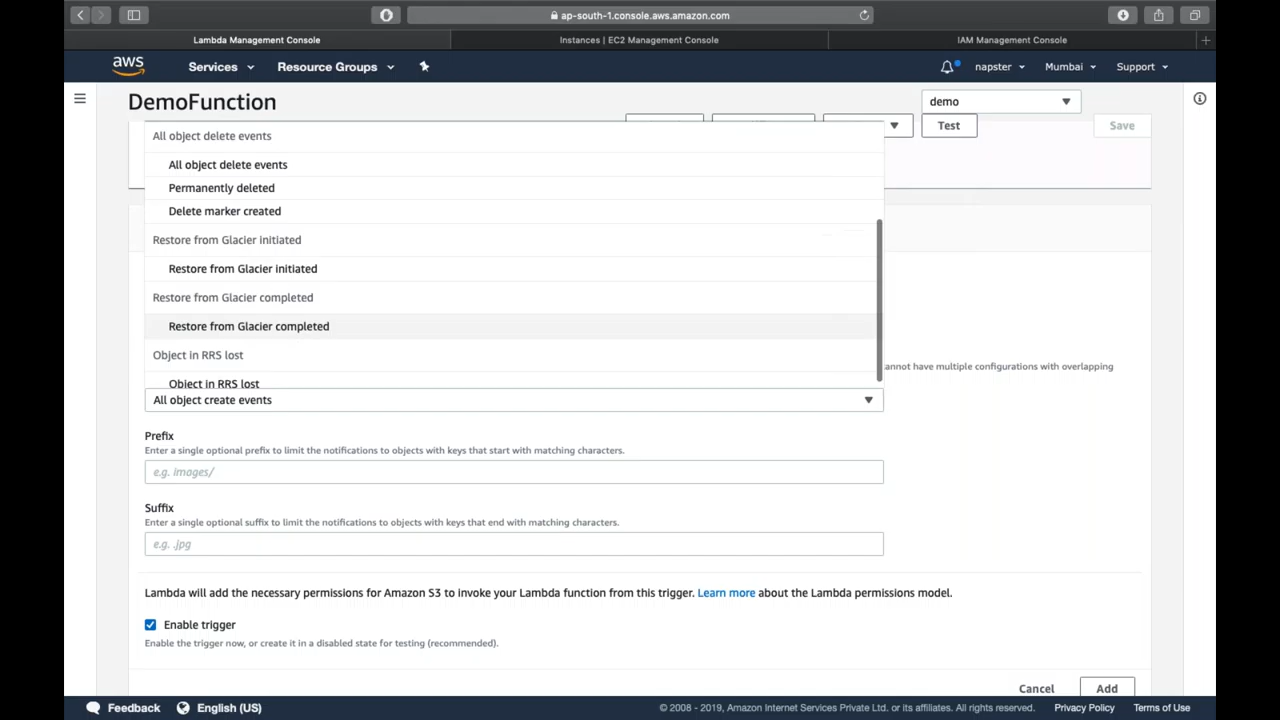 ap-south-1.console.aws.amazon.com
Lambda Management Console
Instances | EC2 Management Console
IAM Management Console
aws
Services
Resource Groups
napster
Mumbai
Support
DemoFunction
demo
Test
Save
All object delete events
All object delete events
Permanently deleted
Delete marker created
Restore from Glacier initiated
Restore from Glacier initiated
Restore from Glacier completed
Restore from Glacier completed
Object in RRS lost
Object in RRS lost
annot have multiple configurations with overlapping
All object create events
Prefix
Enter a single optional prefix to limit the notifications to objects with keys that start with matching characters.
e.g. images/
Suffix
Enter a single optional suffix to limit the notifications to objects with keys that end with matching characters.
e.g. .jpg
Lambda will add the necessary permissions for Amazon S3 to invoke your Lambda function from this trigger. Learn more about the Lambda permissions model.
Enable trigger
Enable the trigger now, or create it in a disabled state for testing (recommended).
Cancel
Add
Feedback
English (US)
© 2008 - 2019, Amazon Internet Services Private Ltd. or its affiliates. All rights reserved.
Privacy Policy
Terms of Use